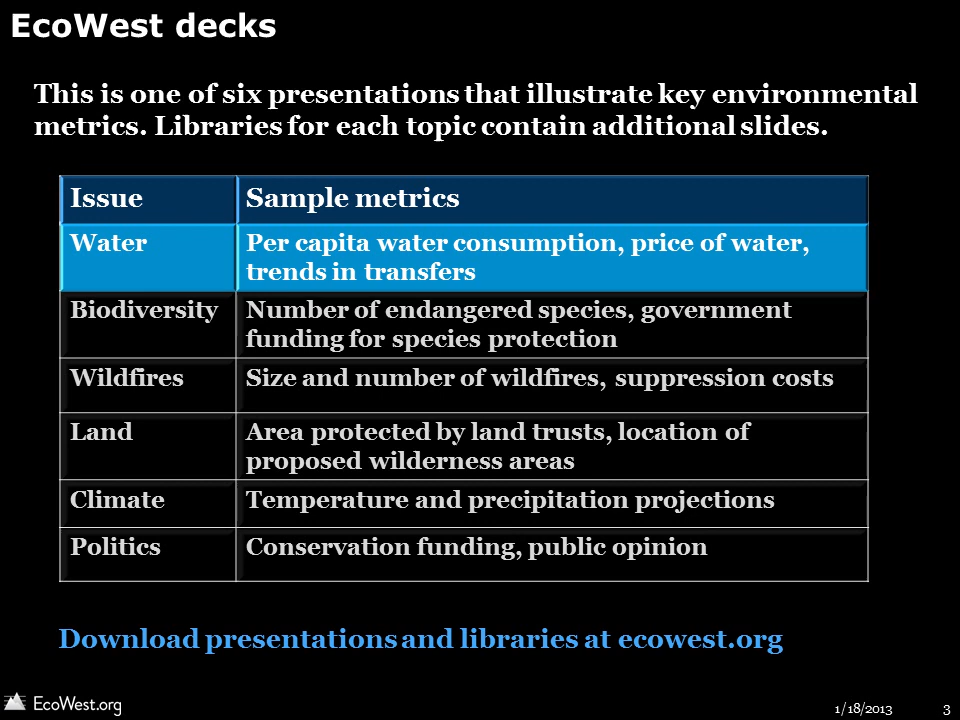 EcoWest decks
This is one of six presentations that illustrate key environmental
metrics. Libraries for each topic contain additional slides.
Issue Sample metrics
Water Per capita water consumption, price of water,
trends in transfers
Biodiversity Number of endangered species, government
funding for species protection
Wildfires Size and number of wildfires, suppression costs
Land Area protected by land trusts, location of
proposed wilderness areas
Climate Temperature and precipitation projections
Politics Conservation funding, public opinion
Download presentations and libraries at ecowest.org
EcoWest.org 1/18/2013 3